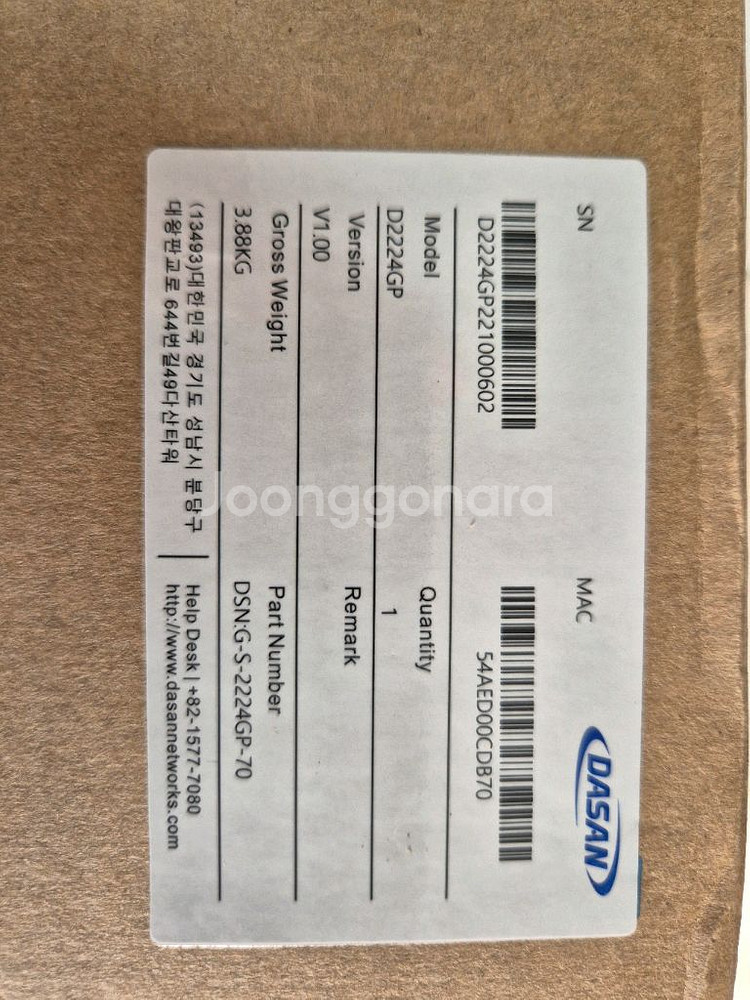 DASAN
SN
MAC
D2224GP221000602
54AED00CDB70
Model
Quantity
D2224GP
1
Version
Remark
V1.00
Gross Weight
Part Number
3.88KG
DSN:G-S-2224GP-70
(13493)대한민국 경기도 성남시 분당구
대왕판교로 644번길49다산타워
Help Desk | +82-1577-7080
http://www.dasannetworks.com
Joonggonara